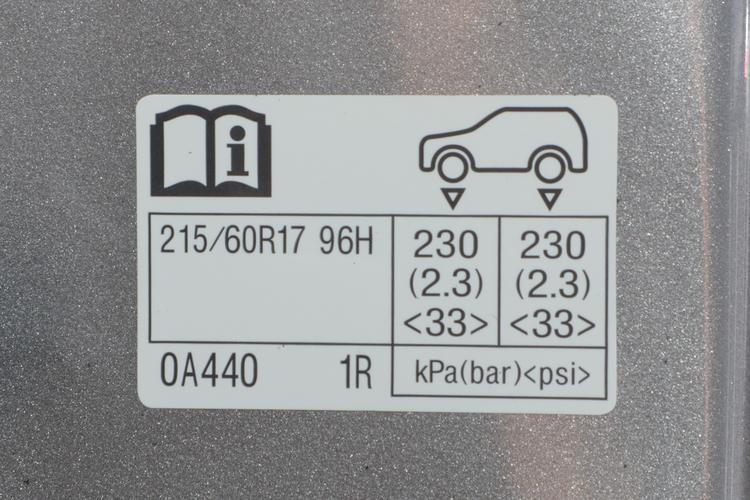 i
215/60R17 96H 230 230
(2.3) (2.3)
<33> <33>
0A440 1R kPa(bar)<psi>